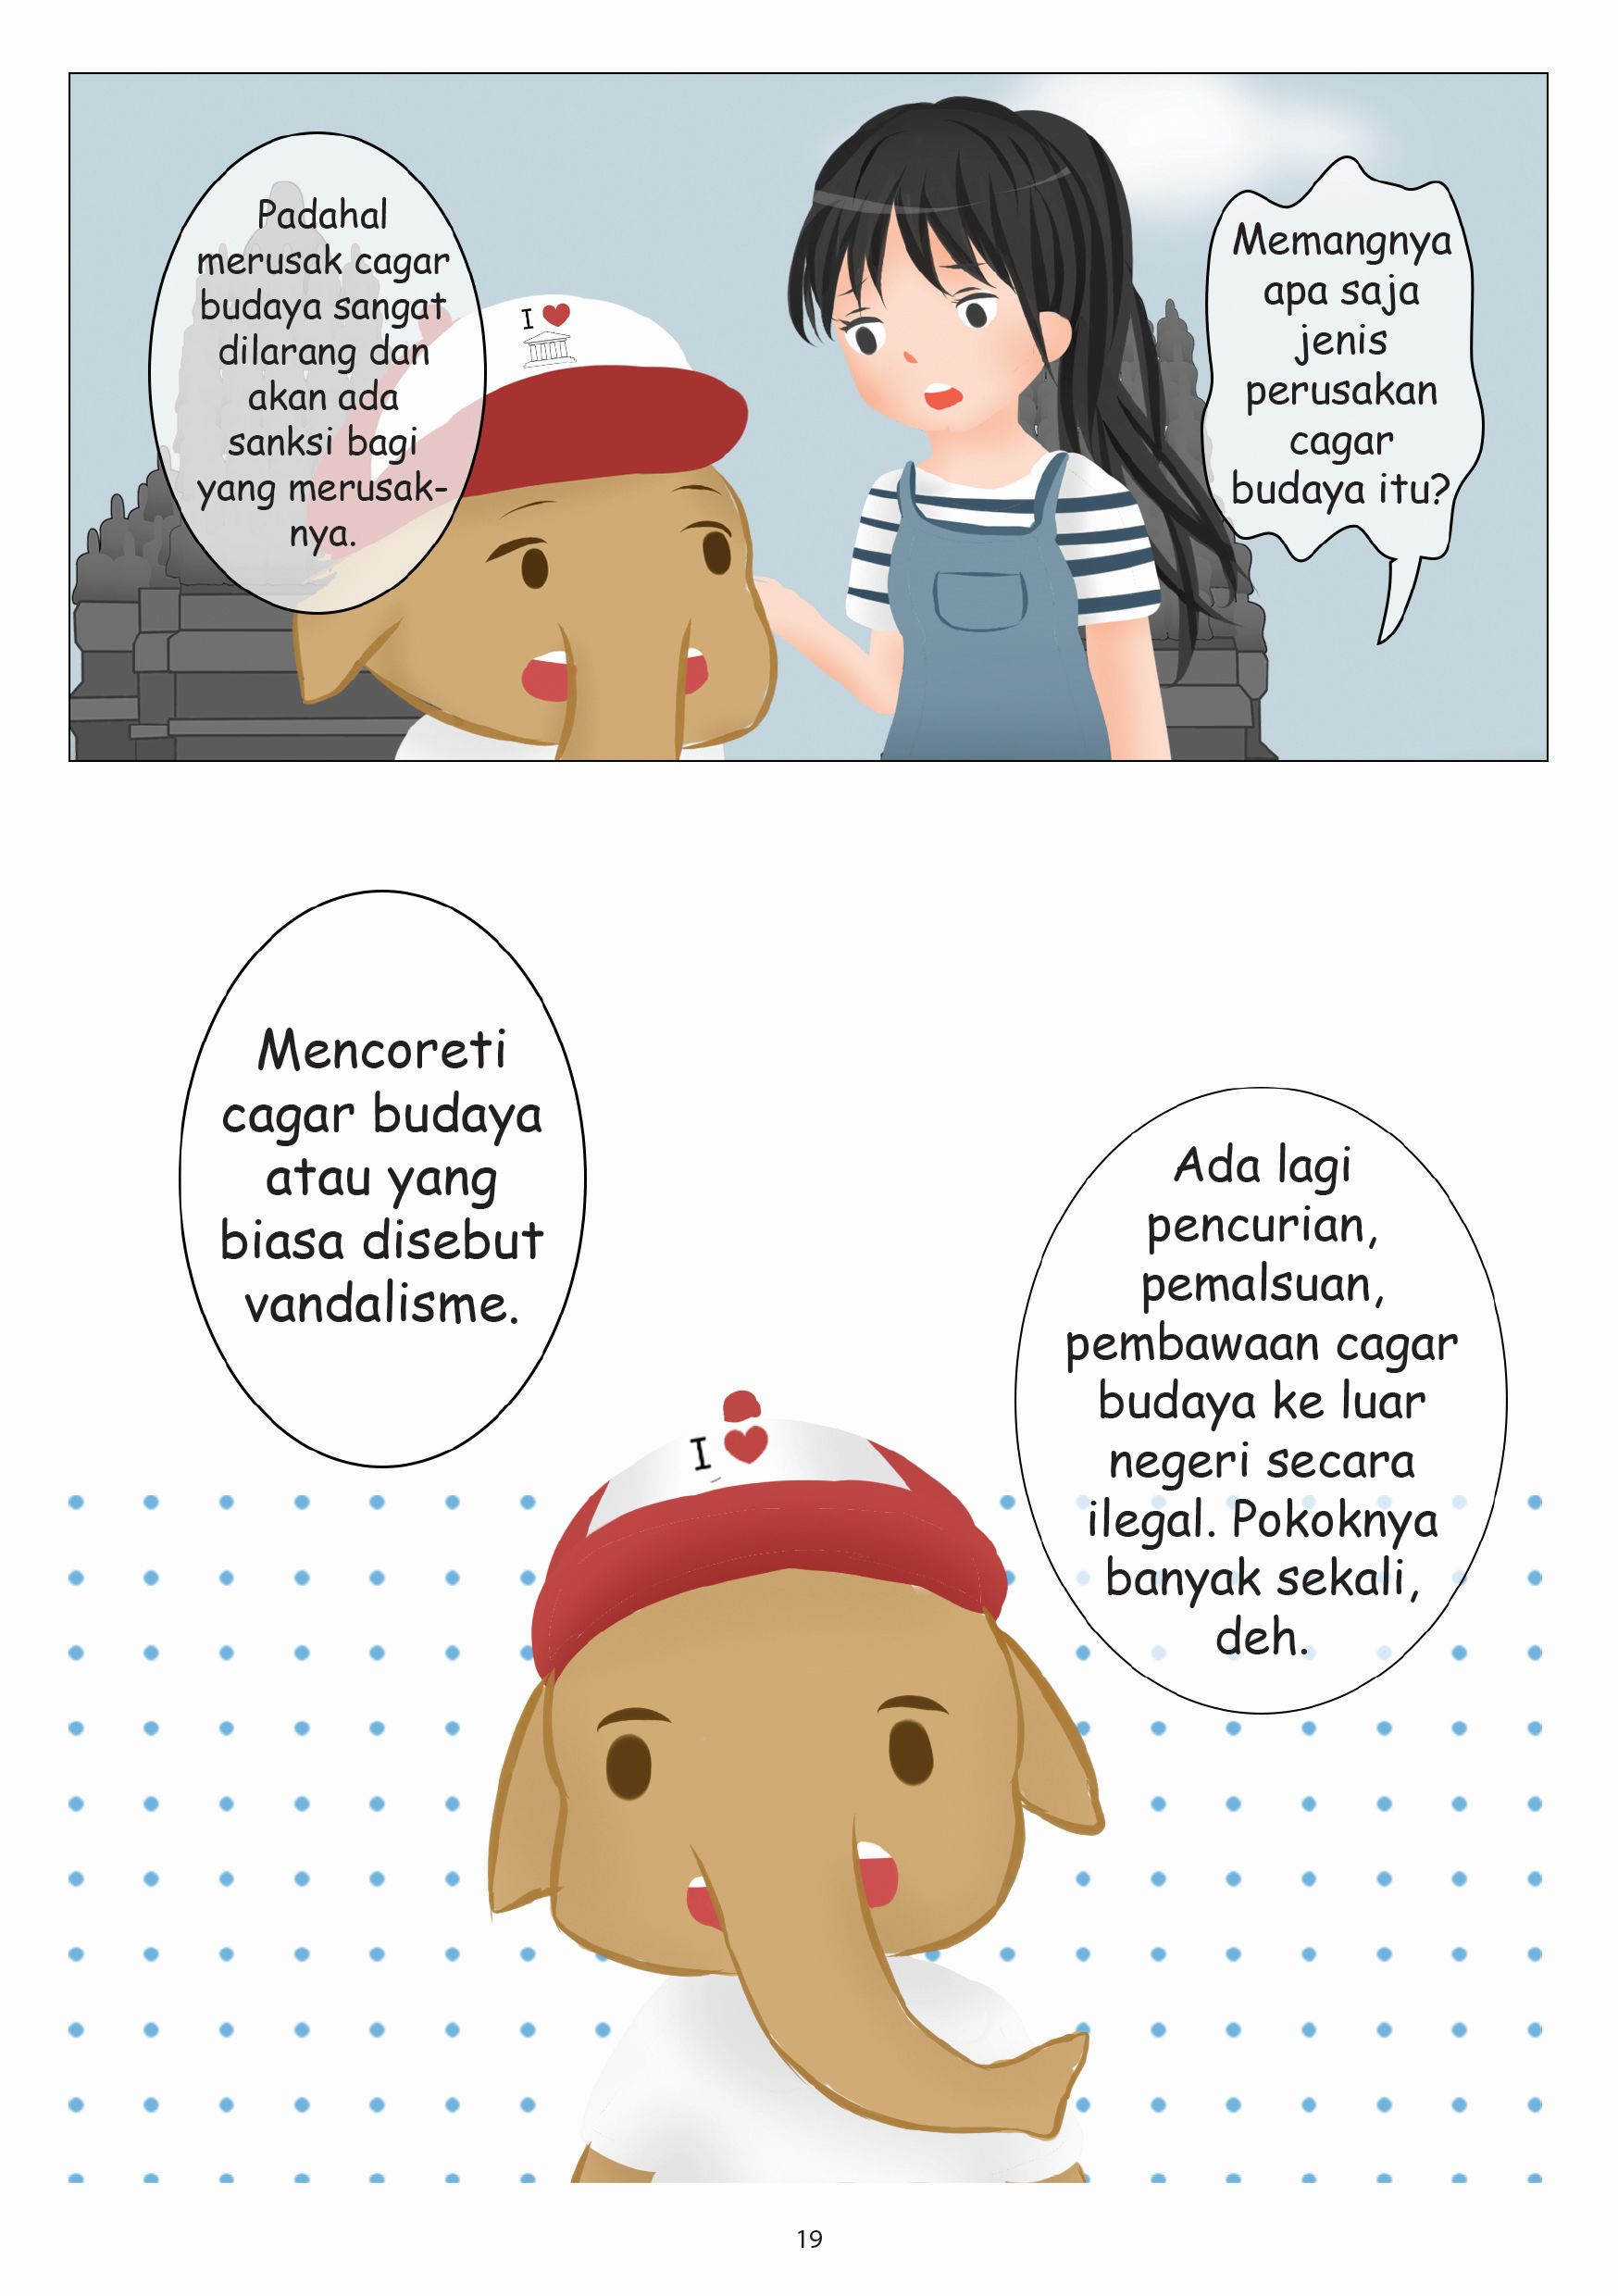 Padahal
merusak cagar
budaya sangat
dilarang dan
akan ada
sanksi bagi
yang merusak-
nya.
I
Memangnya
apa saja
jenis
perusakan
cagar
budaya itu?
Mencoreti
cagar budaya
atau yang
biasa disebut
vandalisme.
Ada lagi
pencurian,
pemalsuan,
pembawaan cagar
budaya ke luar
negeri secara
ilegal. Pokoknya
banyak sekali,
deh.
I
19